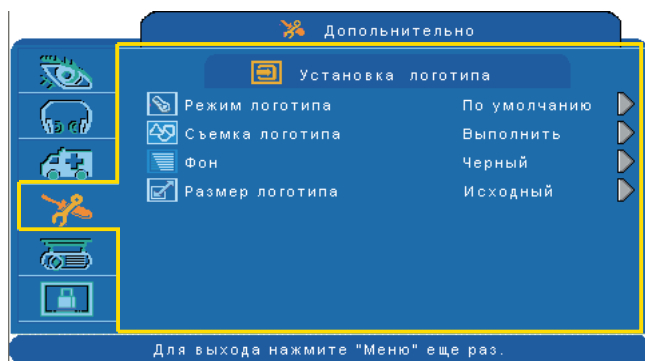 Допольнительно
Установка логотипа
Режим логотипа По умолчанию
Съемка логотипа Выполнить
Фон Черный
Размер логотипа Исходный
Для выхода нажмите "Меню" еще раз.